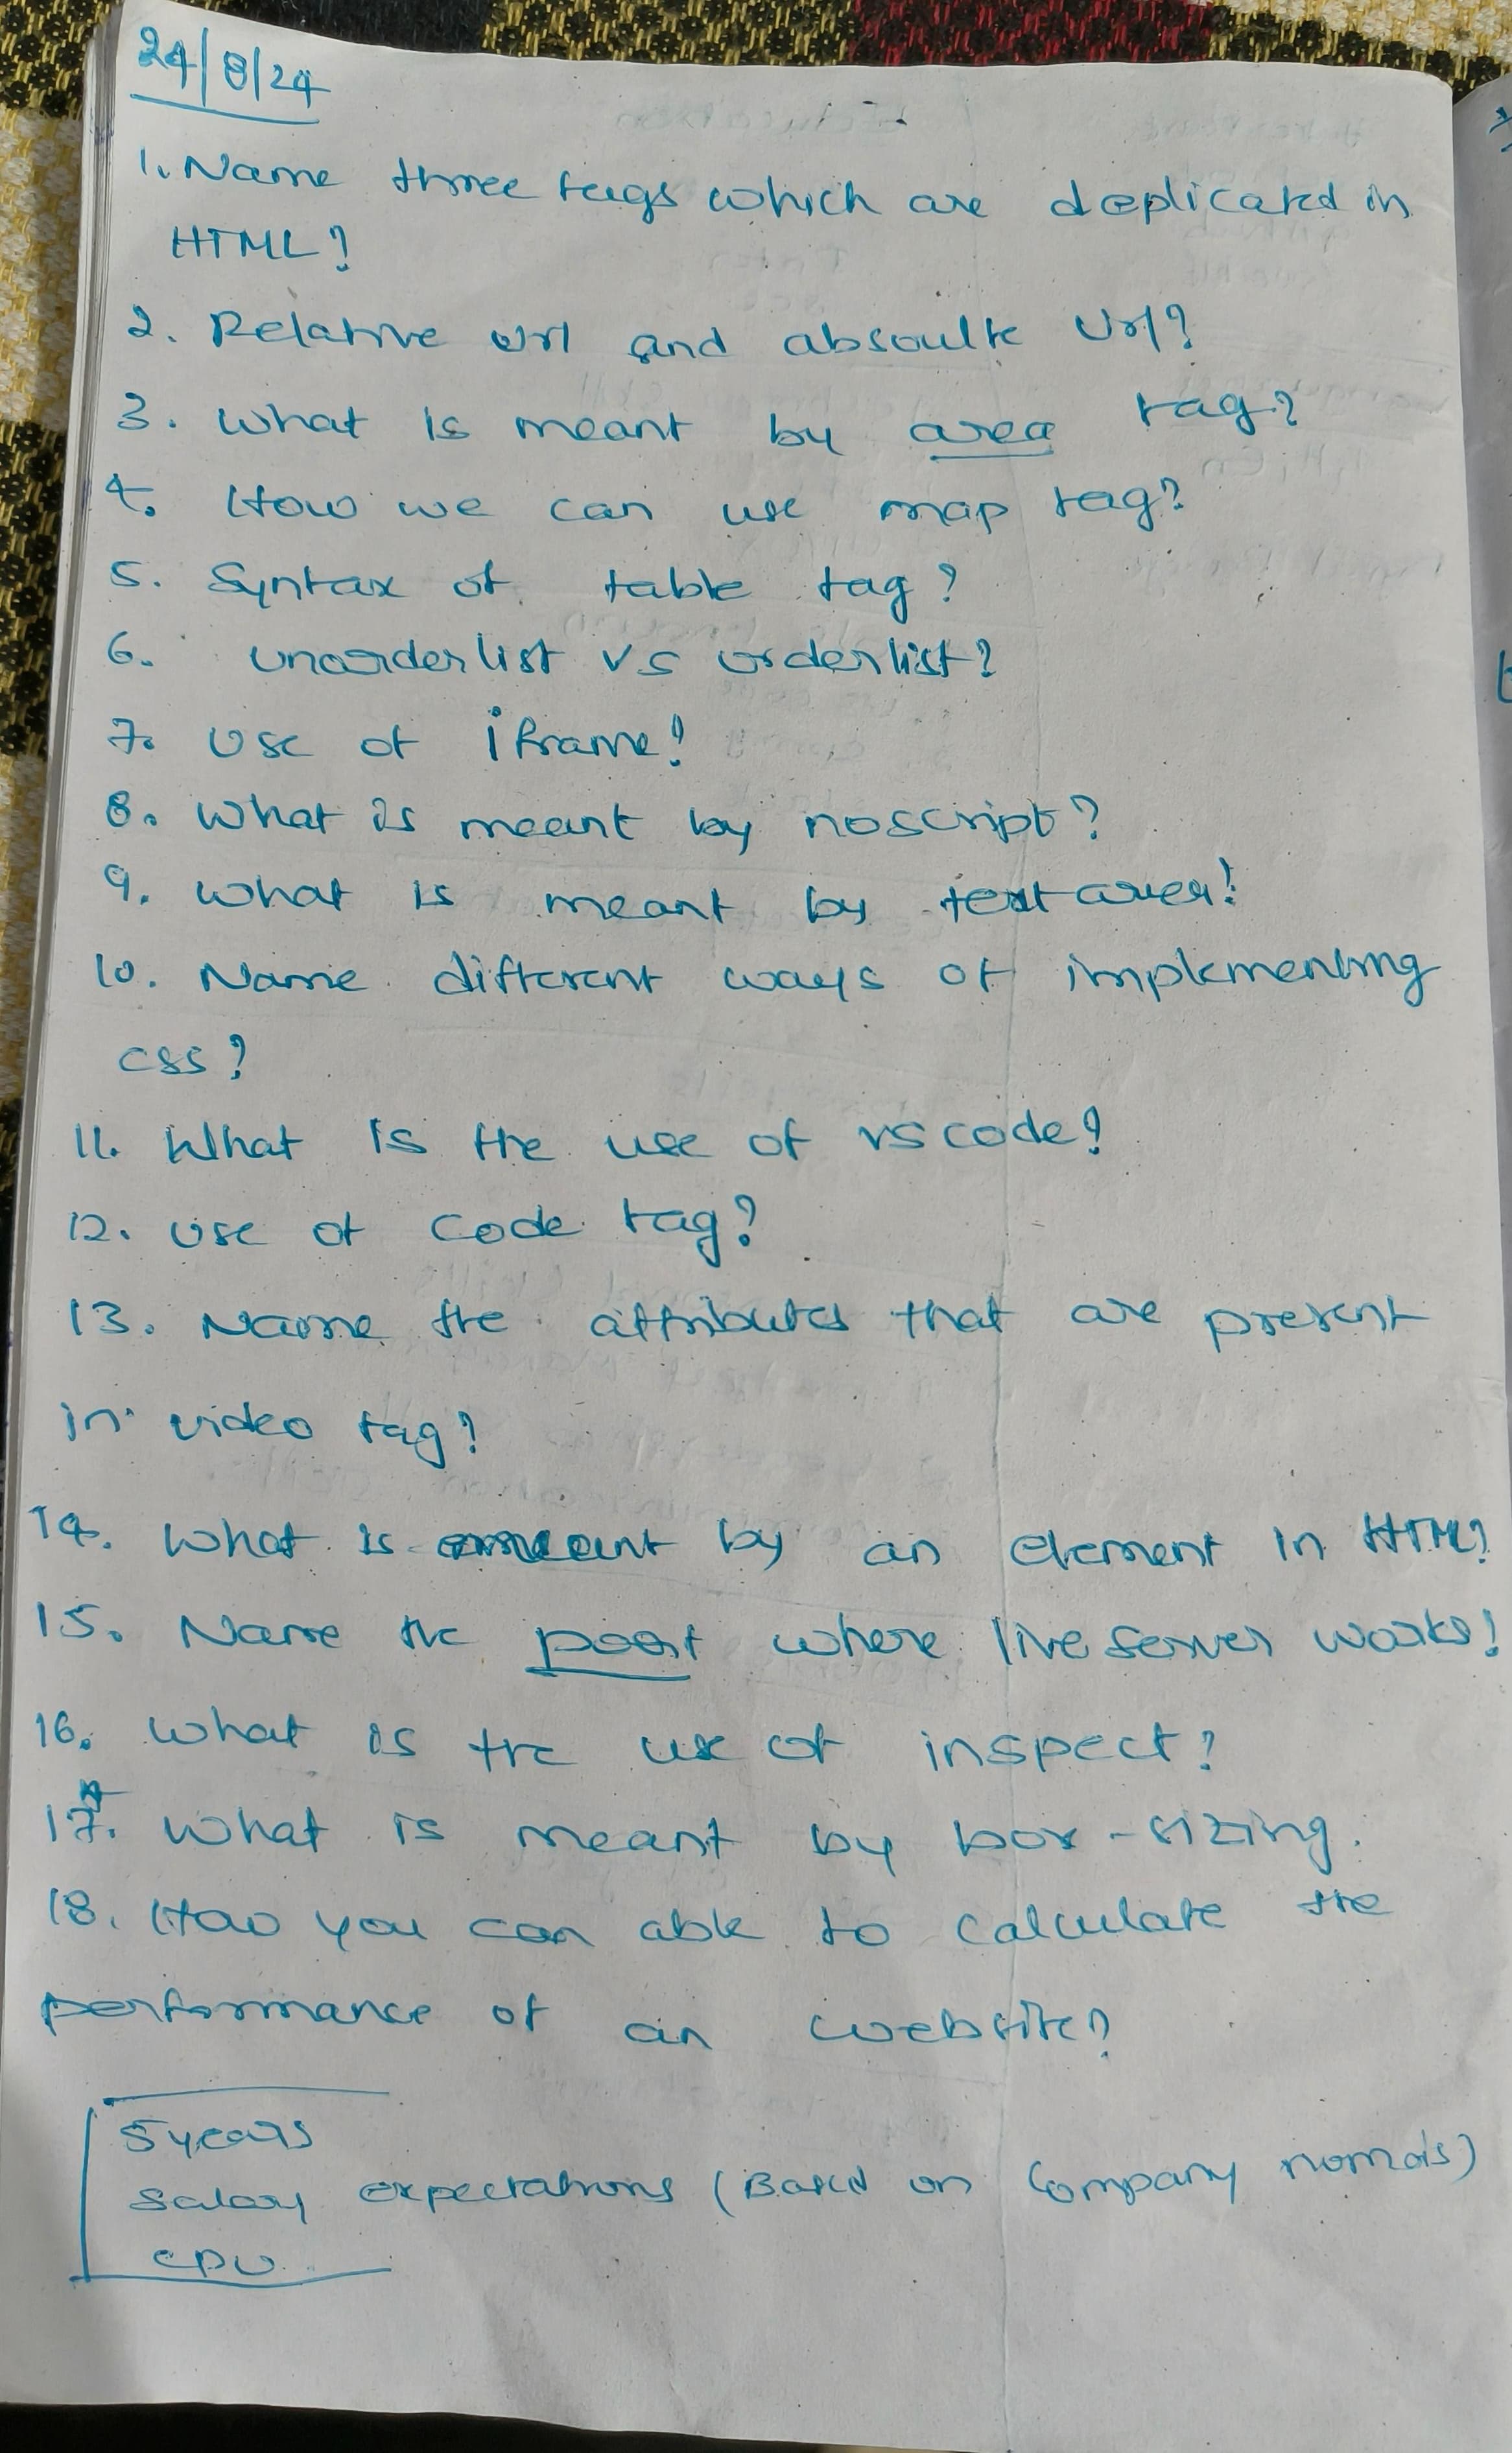 24/8/24
1. Name three tags which are deplicated in
HTML?
2. Relative url and absoulte url?
3. What is meant by area tag?
4. How we can use map tag?
5. Syntax of table tag?
6. unorderlist vs orderlist?
7. Use of iframe?
8. What is meant by noscript?
9. What is meant by textarea?
10. Name different ways of implementing
css?
11. What is the use of vscode?
12. Use of code tag?
13. Name the attributes that are present
in video tag?
14. What is meant by an element in HTML?
15. Name the port where live server works?
16. What is the use of inspect?
17. What is meant by box-sizing.
18. How you can able to calculate the
performance of an website?
5 years
Salary expectations (Based on Company